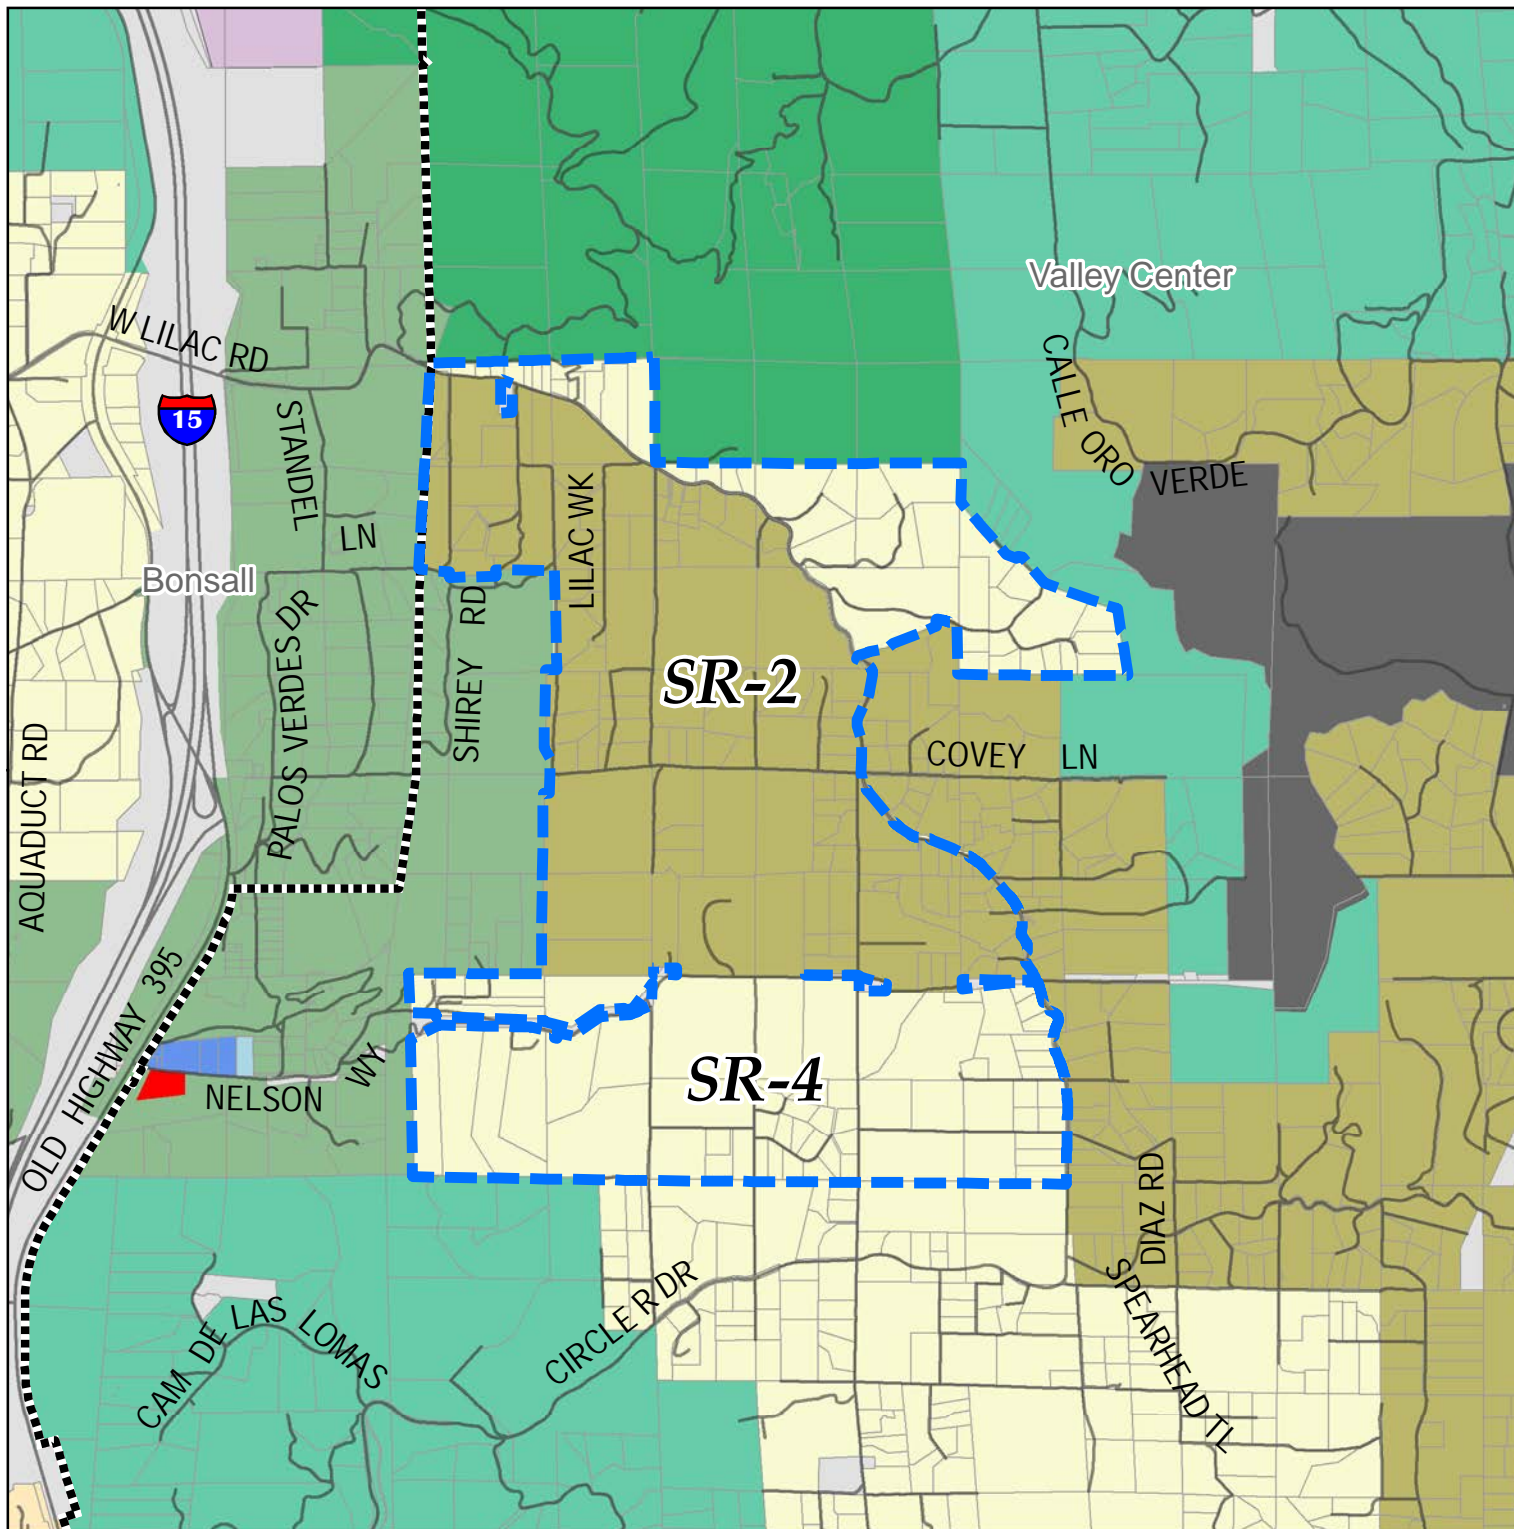 Valley Center
W LILAC RD
CALLE ORO VERDE
15
STANDEL LN
LILAC WK
Bonsall
PALOS VERDES DR
SHIREY RD
SR-2
AQUADUCT RD
COVEY LN
OLD HIGHWAY 395
NELSON WY
SR-4
DIAZ RD
CAM DE LAS LOMAS
CIRCLE R DR
SPEARHEAD TL